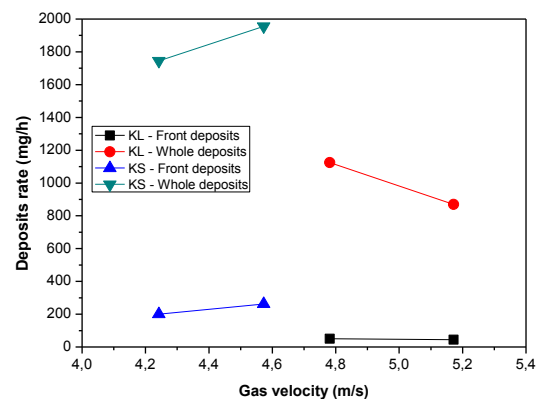 2000
1800
1600
1400
1200
1000
800
600
400
200
0
Deposits rate (mg/h)
KL - Front deposits
KL - Whole deposits
KS - Front deposits
KS - Whole deposits
4,0 4,2 4,4 4,6 4,8 5,0 5,2 5,4
Gas velocity (m/s)